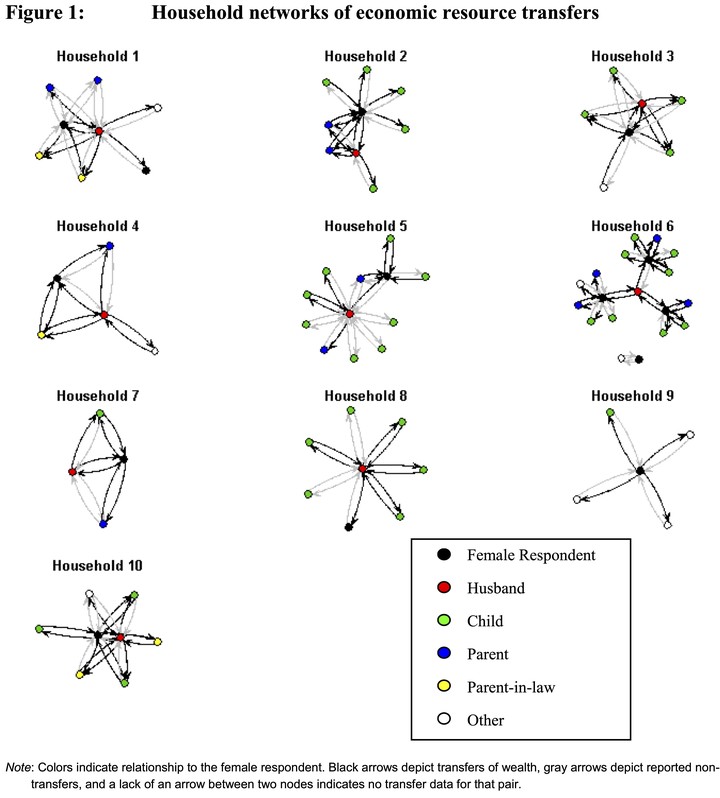 Figure 1: Household networks of economic resource transfers
Household 1 Household 2 Household 3
Household 4 Household 5 Household 6
Household 7 Household 8 Household 9
Household 10
Female Respondent
Husband
Child
Parent
Parent-in-law
Other
Note: Colors indicate relationship to the female respondent. Black arrows depict transfers of wealth, gray arrows depict reported non-
transfers, and a lack of an arrow between two nodes indicates no transfer data for that pair.